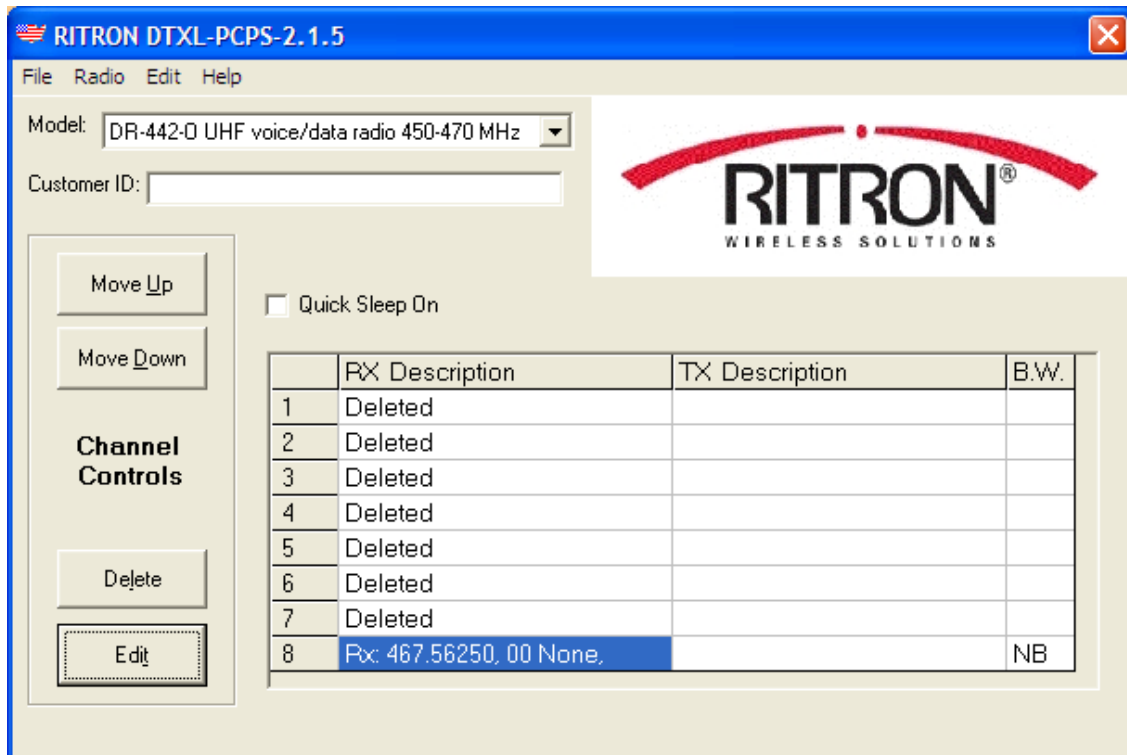 RITRON DTXL-PCPS-2.1.5
File Radio Edit Help
Model: DR-442-0 UHF voice/data radio 450-470 MHz
Customer ID:
RITRON®
WIRELESS SOLUTIONS
Move Up
Move Down
Channel
Controls
Delete
Edit
Quick Sleep On
RX Description TX Description B.W.
1 Deleted
2 Deleted
3 Deleted
4 Deleted
5 Deleted
6 Deleted
7 Deleted
8 Rx: 467.56250, 00 None, NB